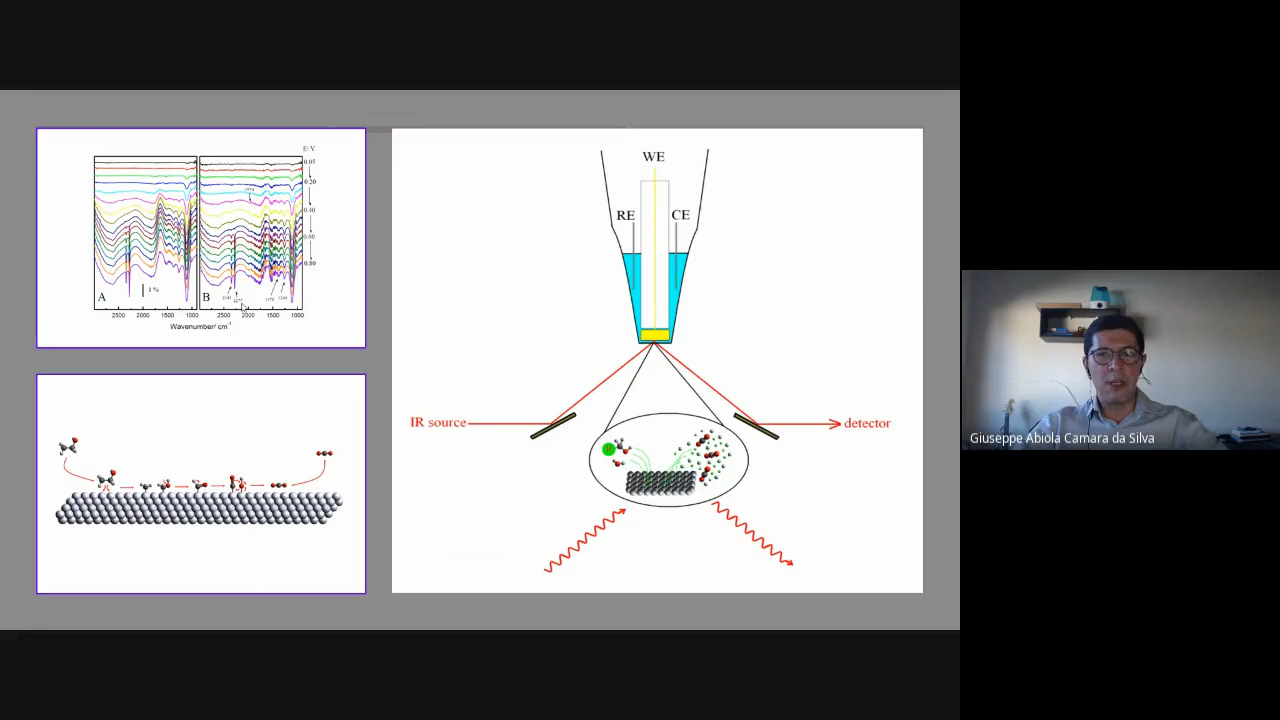 E/ V
0.05
0.20
0.40
0.60
0.80
A
1 %
B
2500 2000 1500 1000 2500 2000 1500 1000
Wavenumber/ cm-1
WE
RE
CE
IR source
detector
Giuseppe Abiola Camara da Silva